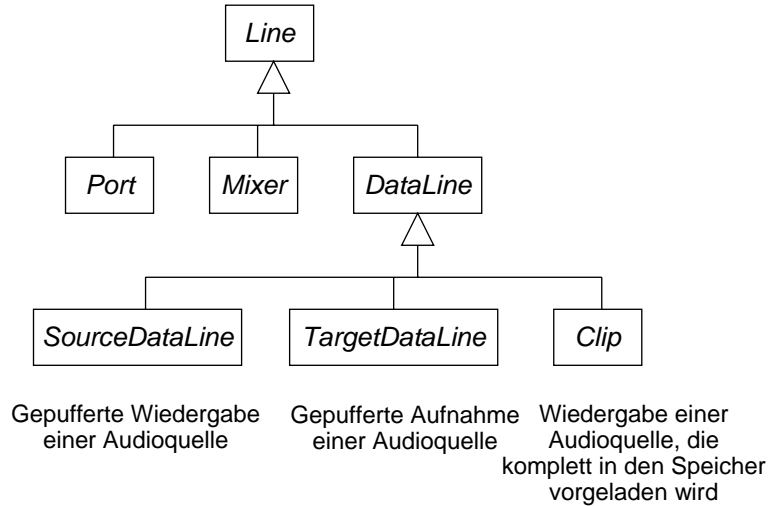 Line
Port
Mixer
DataLine
SourceDataLine
TargetDataLine
Clip
Gepufferte Wiedergabe
einer Audioquelle
Gepufferte Aufnahme
einer Audioquelle
Wiedergabe einer
Audioquelle, die
komplett in den Speicher
vorgeladen wird